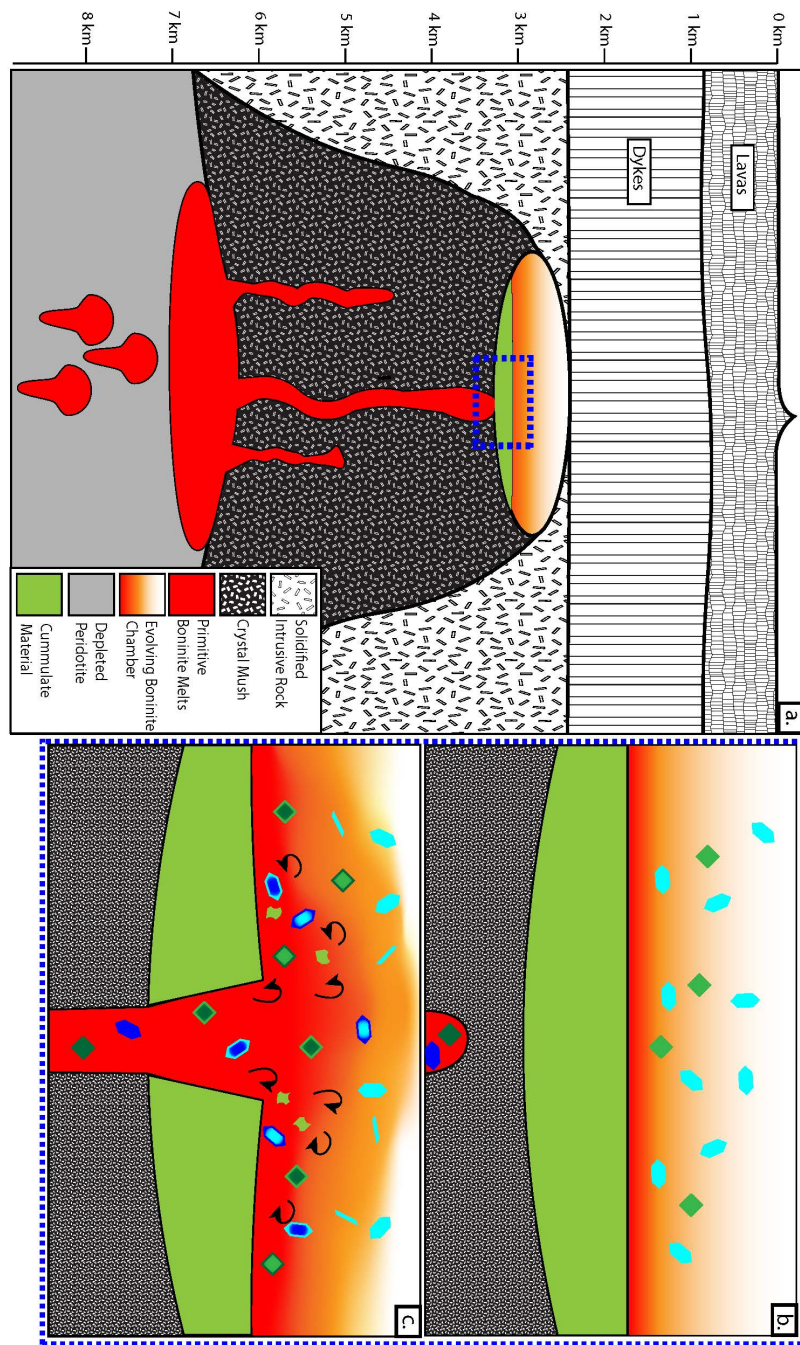 a.
0 km
1 km
2 km
3 km
4 km
5 km
6 km
7 km
8 km
Lavas
Dykes
Solidified
Intrusive Rock
Crystal Mush
Primitive
Boninite Melts
Evolving Boninite
Chamber
Depleted
Peridotite
Cummulate
Material
b.
c.